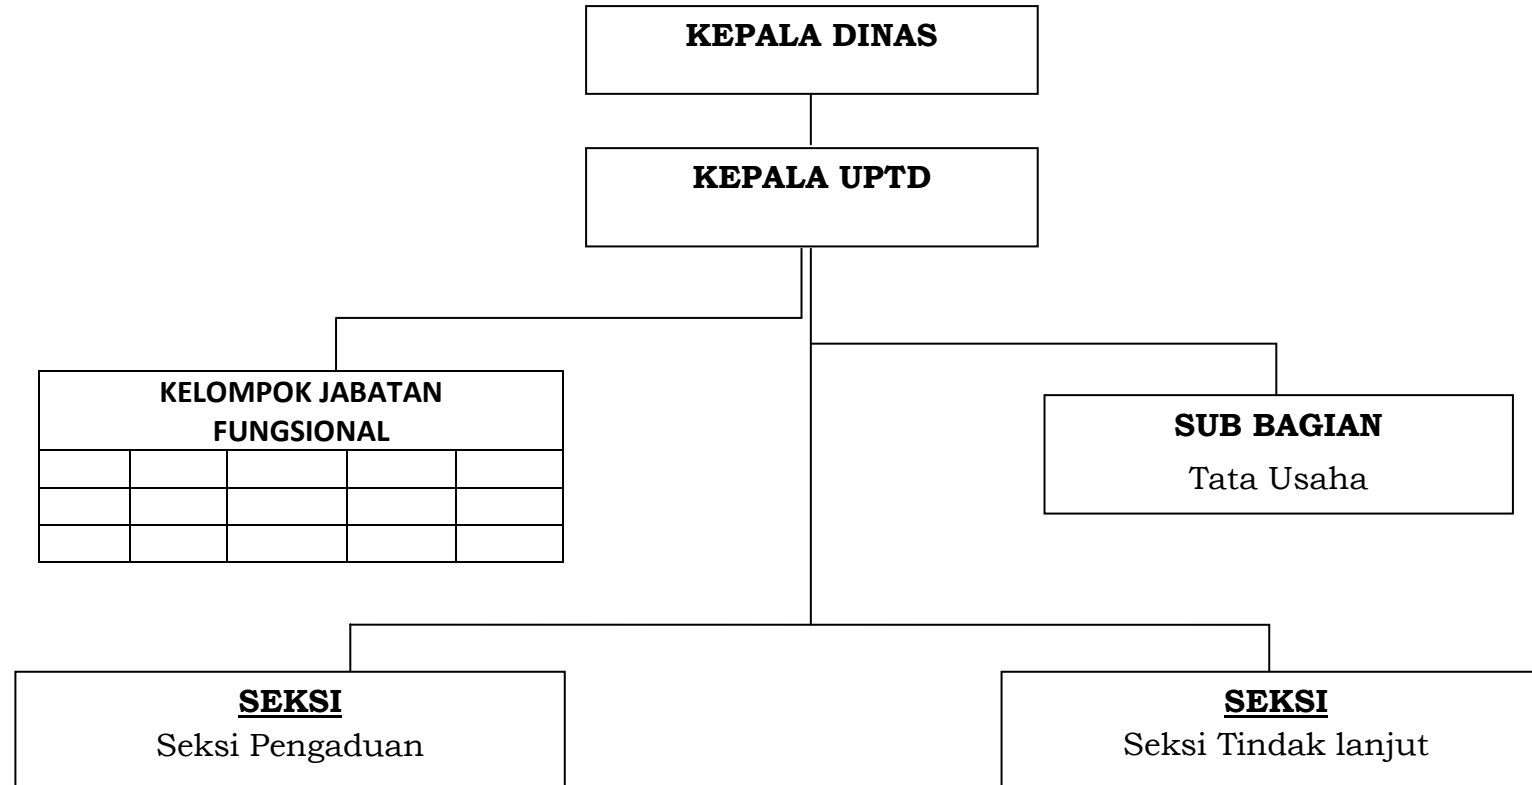 KEPALA DINAS
KEPALA UPTD
KELOMPOK JABATAN
FUNGSIONAL
SUB BAGIAN
Tata Usaha
SEKSI
Seksi Pengaduan
SEKSI
Seksi Tindak lanjut